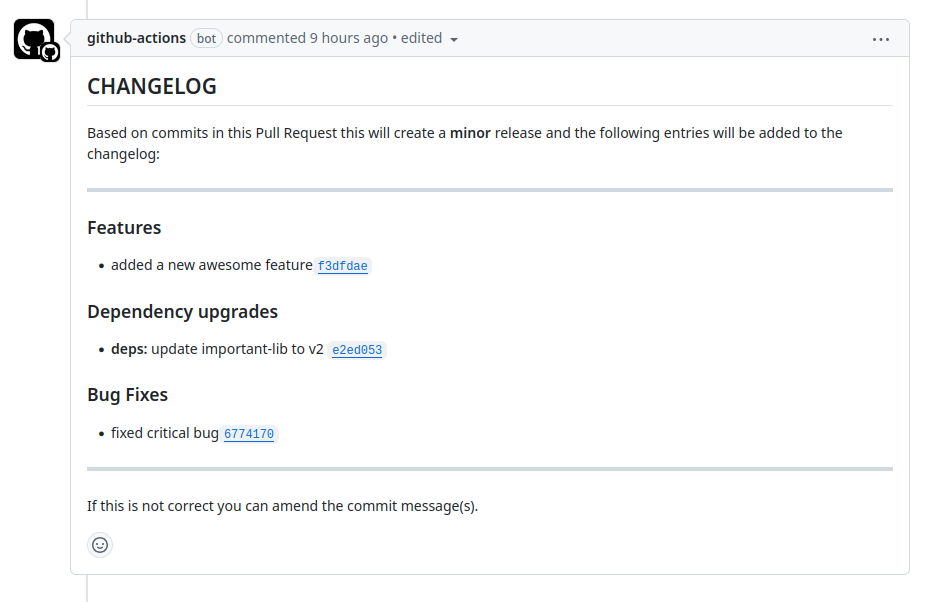 github-actions bot commented 9 hours ago • edited
CHANGELOG
Based on commits in this Pull Request this will create a minor release and the following entries will be added to the
changelog:
Features
• added a new awesome feature f3dfdae
Dependency upgrades
• deps: update important-lib to v2 e2ed053
Bug Fixes
• fixed critical bug 6774170
If this is not correct you can amend the commit message(s).